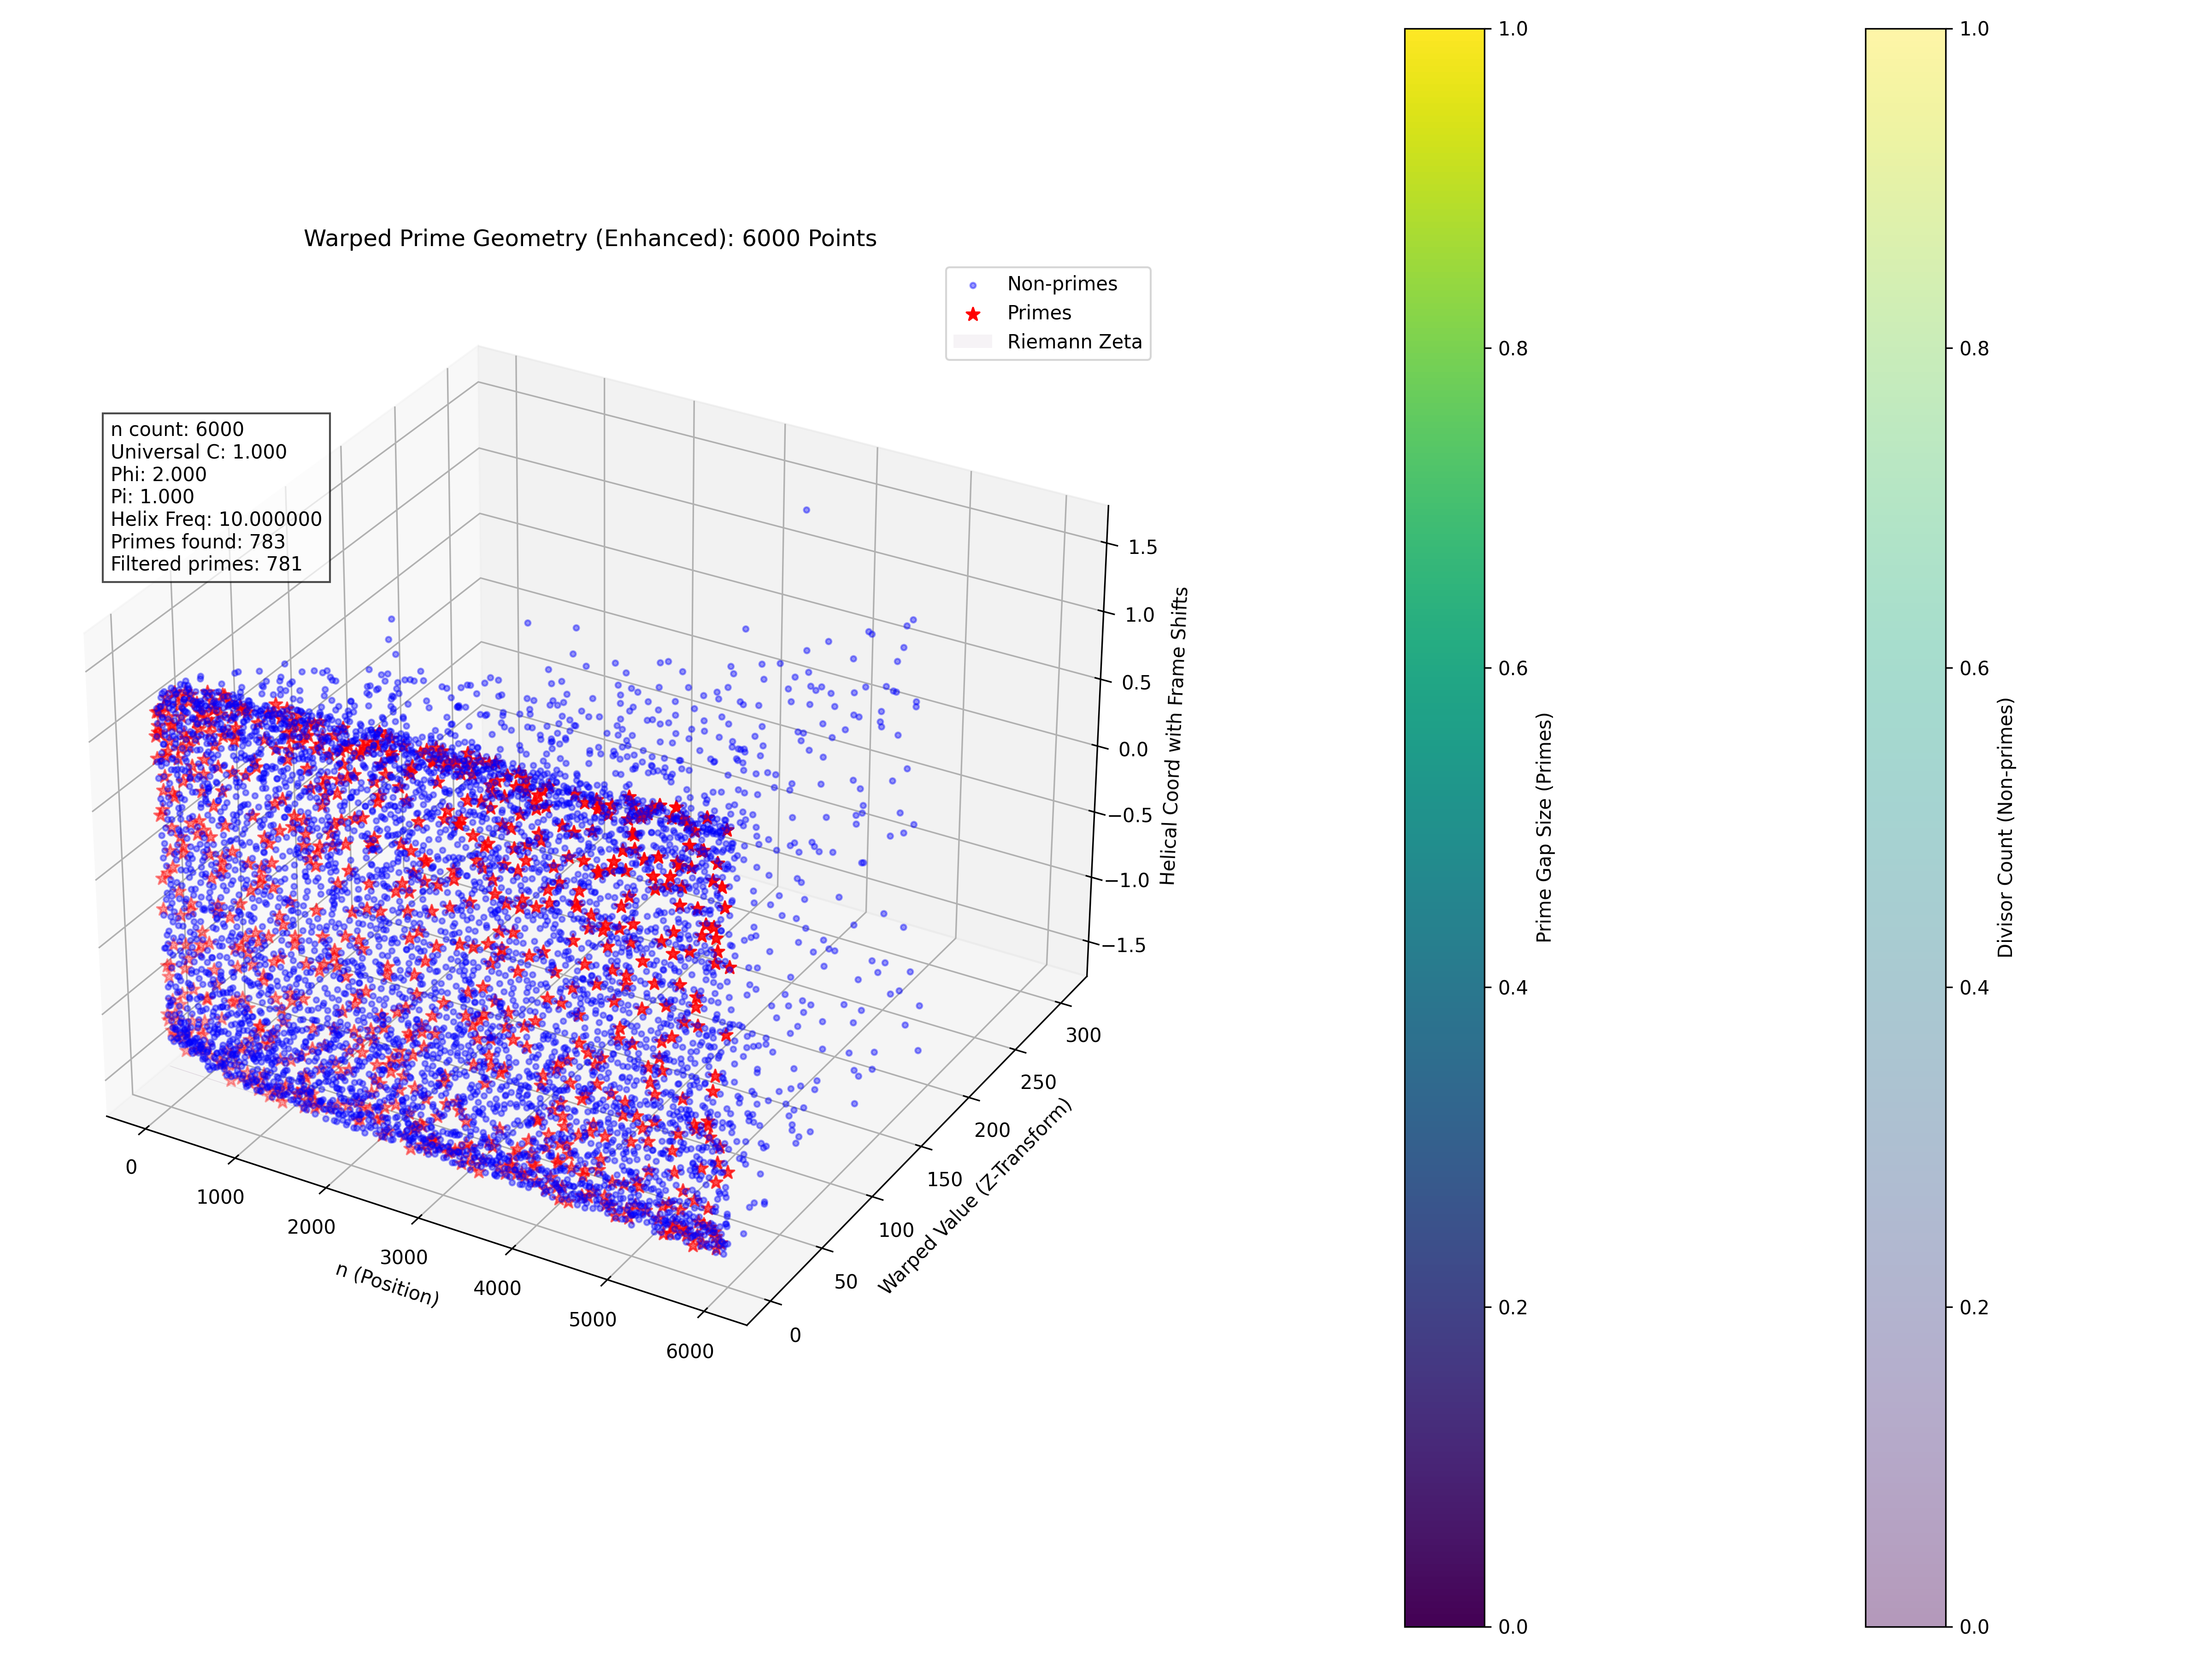 Warped Prime Geometry (Enhanced): 6000 Points
Non-primes
Primes
Riemann Zeta
n count: 6000
Universal C: 1.000
Phi: 2.000
Pi: 1.000
Helix Freq: 10.000000
Primes found: 783
Filtered primes: 781
1.5
1.0
0.5
0.0
−0.5
−1.0
−1.5
Helical Coord with Frame Shifts
300
250
200
150
100
50
0
Warped Value (Z-Transform)
0
1000
2000
3000
4000
5000
6000
n (Position)
1.0
0.8
0.6
0.4
0.2
0.0
Prime Gap Size (Primes)
1.0
0.8
0.6
0.4
0.2
0.0
Divisor Count (Non-primes)